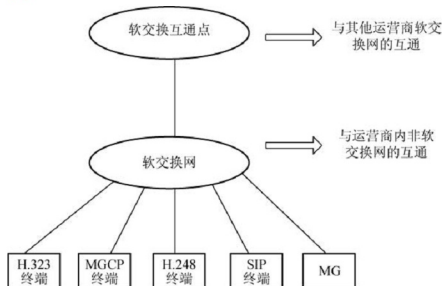 软交换互通点
与其他运营商软交
换网的互通
软交换网
与运营商内非软
交换网的互通
H.323
终端
MGCP
终端
H.248
终端
SIP
终端
MG